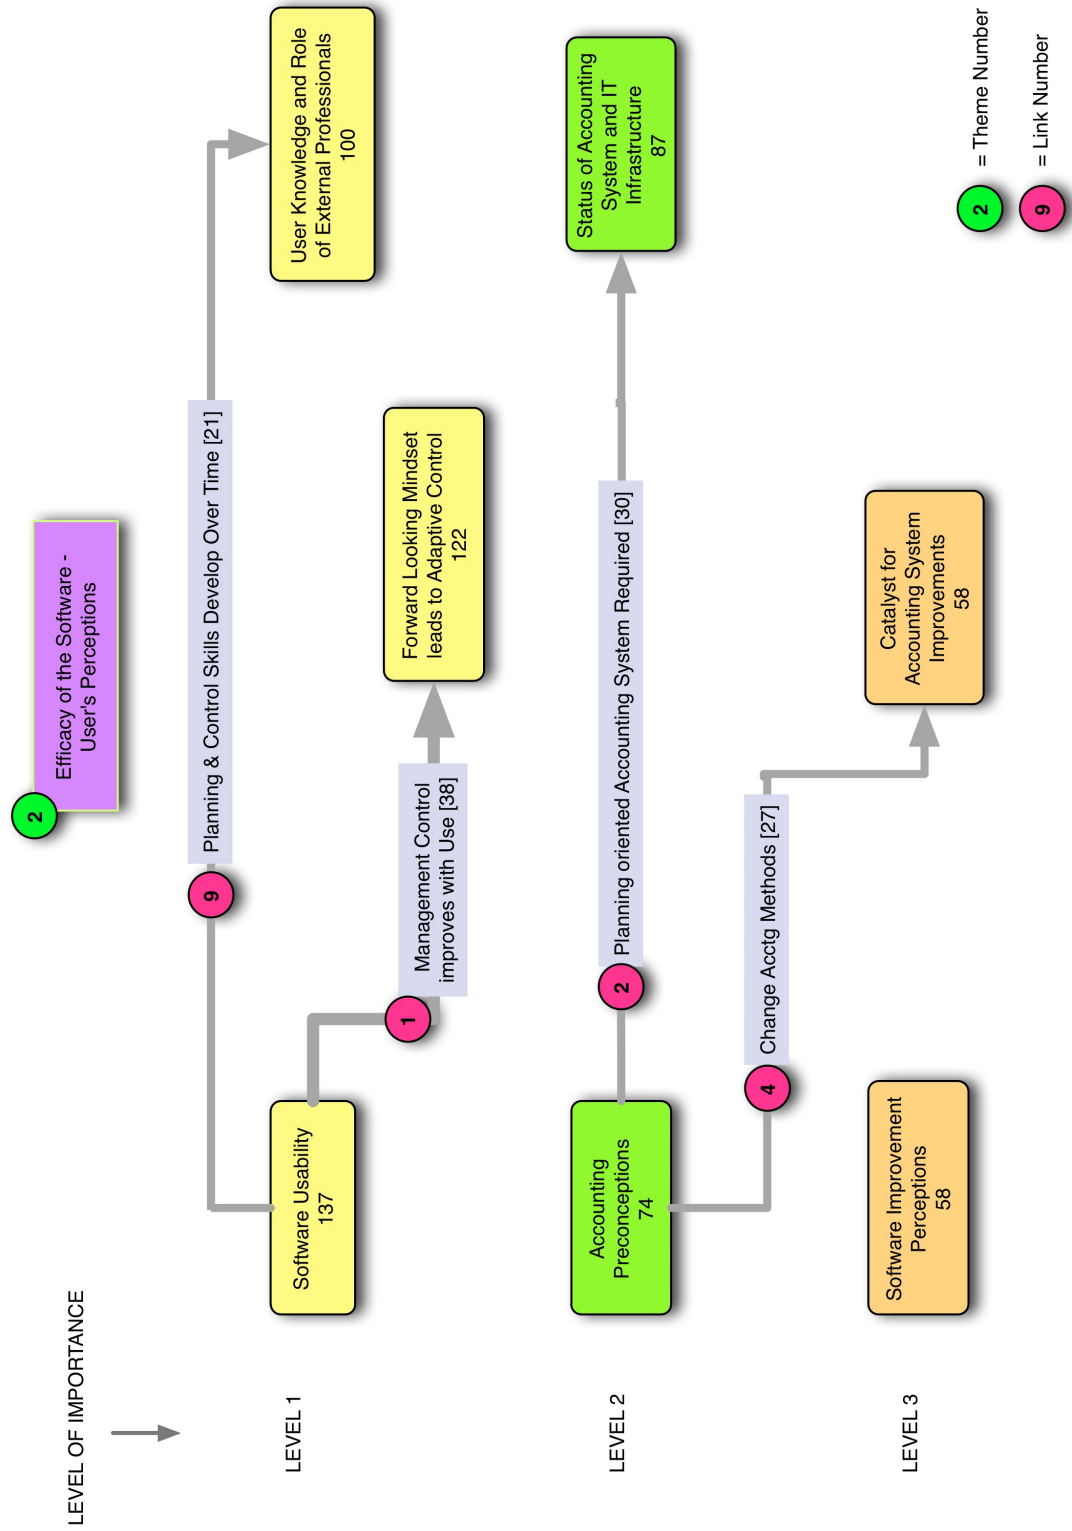 2
Efficacy of the Software -
User's Perceptions
LEVEL OF IMPORTANCE
9
Planning & Control Skills Develop Over Time [21]
LEVEL 1
Software Usability
137
User Knowledge and Role
of External Professionals
100
1
Management Control
improves with Use [38]
Forward Looking Mindset
leads to Adaptive Control
122
LEVEL 2
Accounting
Preconceptions
74
2
Planning oriented Accounting System Required [30]
Status of Accounting
System and IT
Infrastructure
87
4
Change Acctg Methods [27]
LEVEL 3
Software Improvement
Perceptions
58
Catalyst for
Accounting System
Improvements
58
2
= Theme Number
9
= Link Number